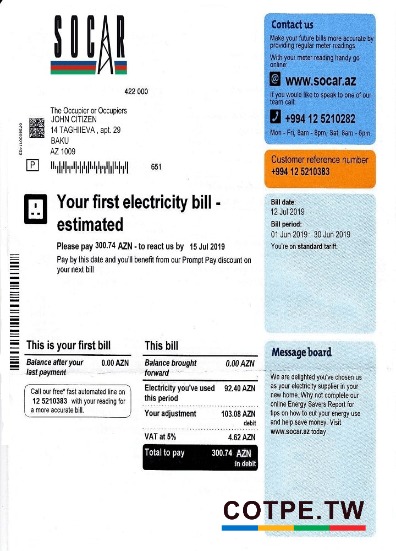 SOCAR
422 000
The Occupier or Occupiers
JOHN CITIZEN
14 TAGHIIEVA , apt. 29
BAKU
AZ 1009
P
651
Your first electricity bill -
estimated
Please pay 300.74 AZN - to react us by 15 Jul 2019
Pay by this date and you'll benefit from our Prompt Pay discount on
your next bill
This is your first bill
Balance after your
last payment
0.00 AZN
Call our free* fast automated line on
12 5210383 with your reading for
a more accurate bill.
This bill
Balance brought
forward
0.00 AZN
Electricity you've used
this period
92.40 AZN
Your adjustment
103.08 AZN
debit
VAT at 5%
4.62 AZN
Total to pay
300.74 AZN
in debit
Contact us
Make your future bills more accurate by
providing regular meter readings.
With your meter reading handy go
online:
www.socar.az
If you would like to speak to one of our
team call:
+994 12 5210282
Mon - Fri, 8am - 8pm, Sat, 8am - 6pm.
Customer reference number
+994 12 5210383
Bill date:
12 Jul 2019
Bill period:
01 Jun 2019 - 30 Jun 2019
You're on standard tariff.
Message board
We are delighted you've chosen us
as your electricity supplier in your
new home. Why not complete our
online Energy Savers Report for
tips on how to cut your energy use
and help save money. Visit
www.socar.az today.
COTPE.TW